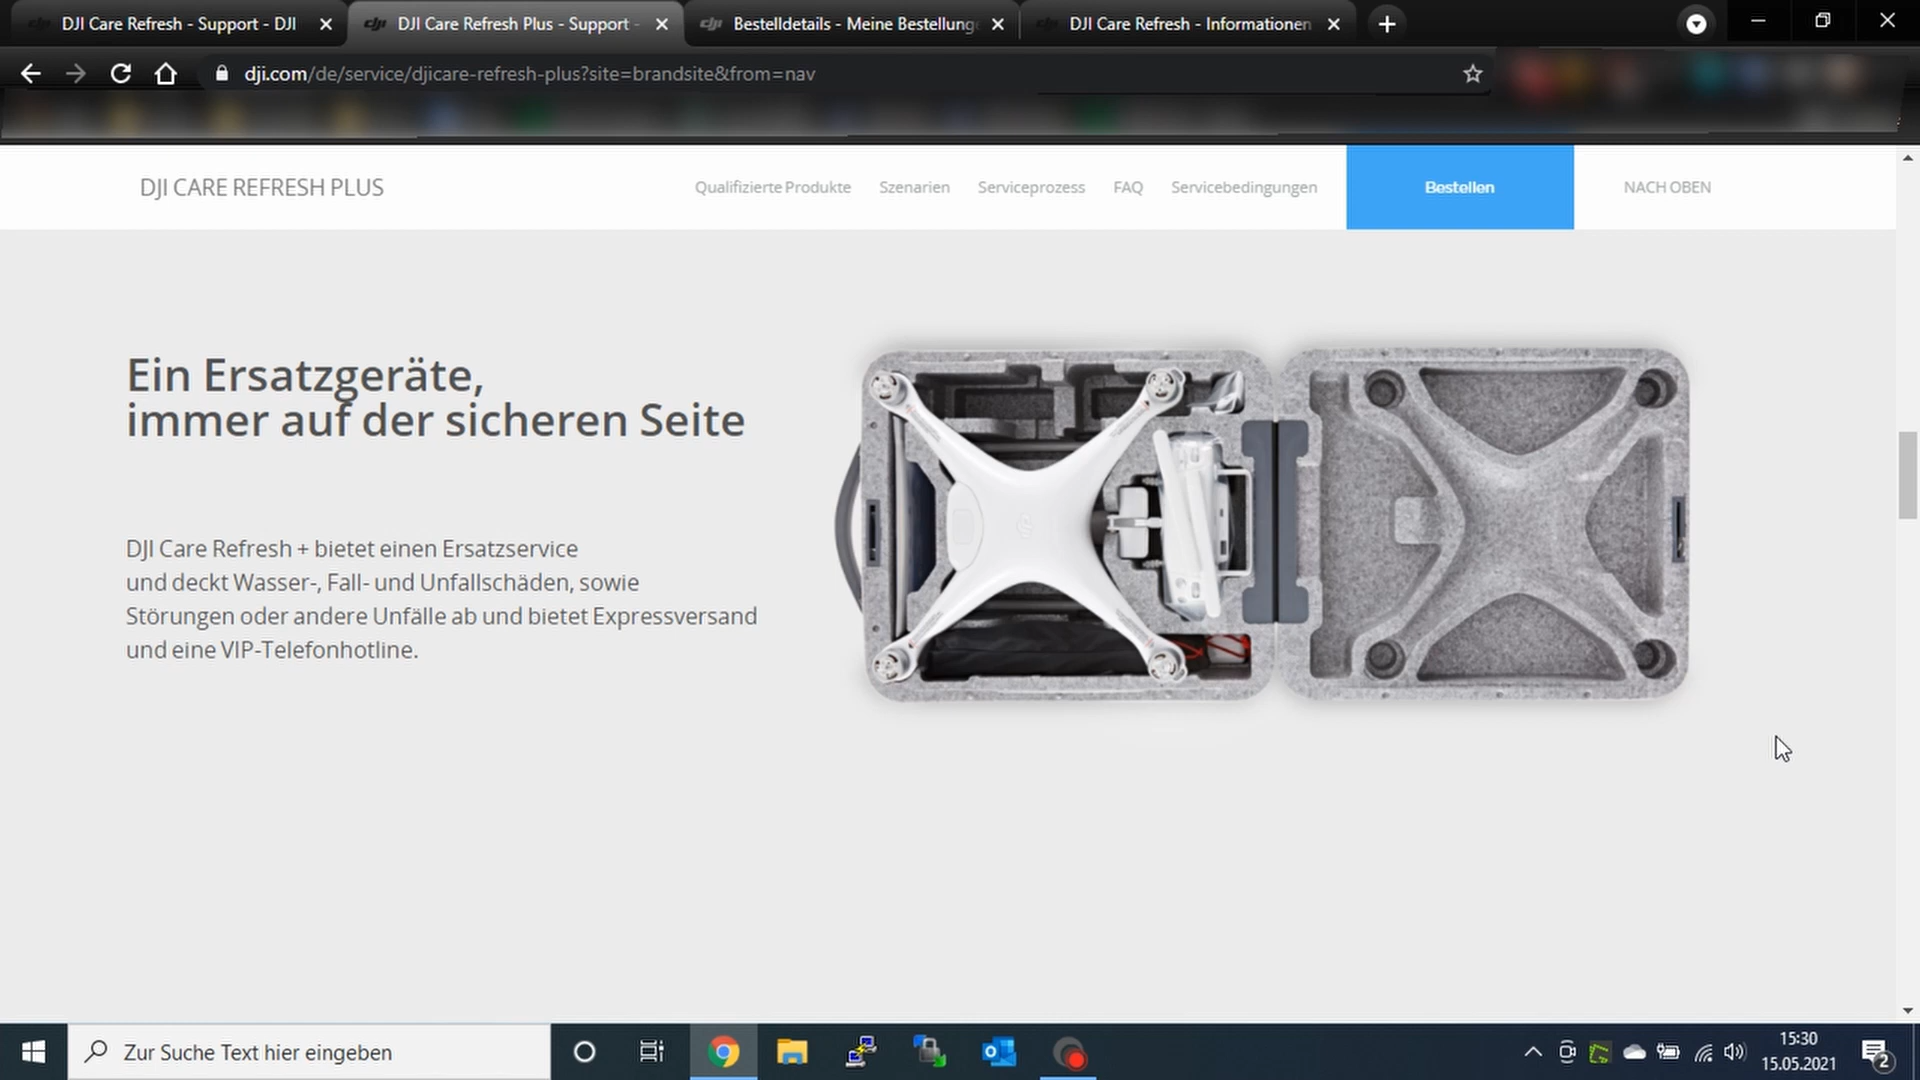 DJI Care Refresh - Support - DJI
DJI Care Refresh Plus - Support -
Bestelldetails - Meine Bestellung
DJI Care Refresh - Informationen
dji.com/de/service/djicare-refresh-plus?site=brandsite&from=nav
DJI CARE REFRESH PLUS
Qualifizierte Produkte
Szenarien
Serviceprozess
FAQ
Servicebedingungen
Bestellen
NACH OBEN
Ein Ersatzgeräte,
immer auf der sicheren Seite
DJI Care Refresh + bietet einen Ersatzservice
und deckt Wasser-, Fall- und Unfallschäden, sowie
Störungen oder andere Unfälle ab und bietet Expressversand
und eine VIP-Telefonhotline.
Zur Suche Text hier eingeben
15:30
15.05.2021
2